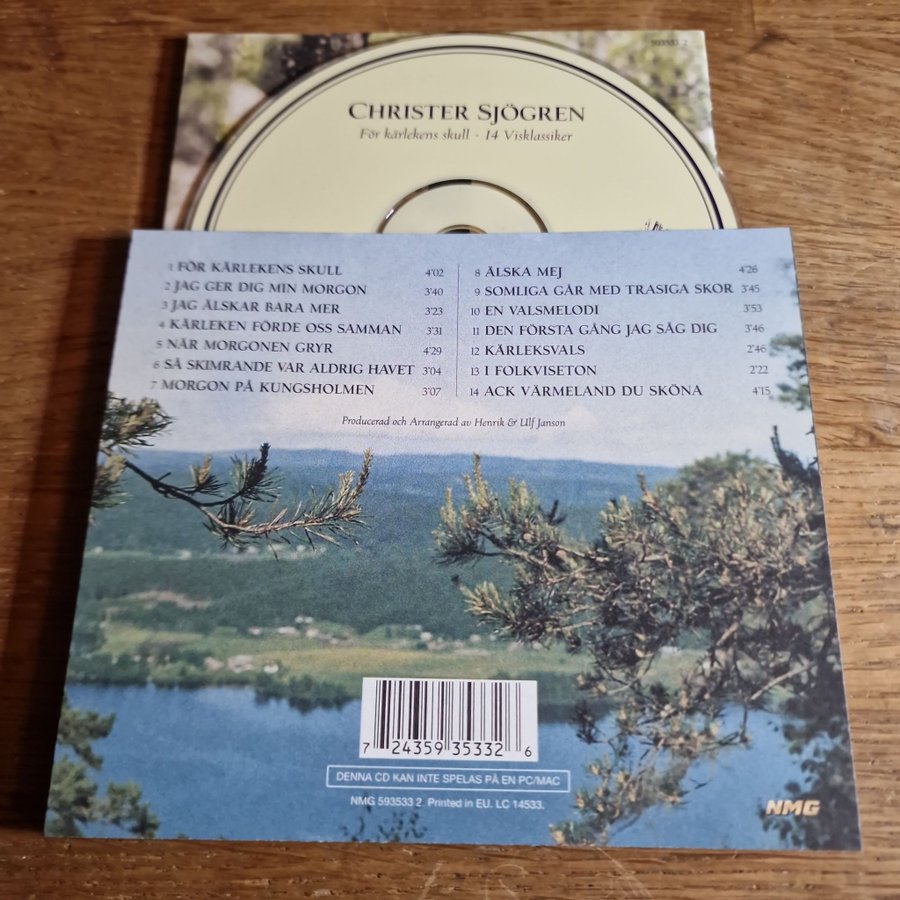 593533 2
CHRISTER SJÖGREN
För kärlekens skull · 14 Visklassiker
1 FÖR KÄRLEKENS SKULL 4'02
2 JAG GER DIG MIN MORGON 3'40
3 JAG ÄLSKAR BARA MER 3'23
4 KÄRLEKEN FÖRDE OSS SAMMAN 3'31
5 NÄR MORGONEN GRYR 4'29
6 SÅ SKIMRANDE VAR ALDRIG HAVET 3'04
7 MORGON PÅ KUNGSHOLMEN 3'07
8 ÄLSKA MEJ 4'26
9 SOMLIGA GÅR MED TRASIGA SKOR 3'45
10 EN VALSMELODI 3'53
11 DEN FÖRSTA GÅNG JAG SÅG DIG 3'46
12 KÄRLEKSVALS 2'46
13 I FOLKVISETON 2'22
14 ACK VÄRMELAND DU SKÖNA 4'15
Producerad och Arrangerad av Henrik & Ulf Janson
7 24359 35332 6
DENNA CD KAN INTE SPELAS PÅ EN PC/MAC
NMG 593533 2. Printed in EU. LC 14533.
NMG